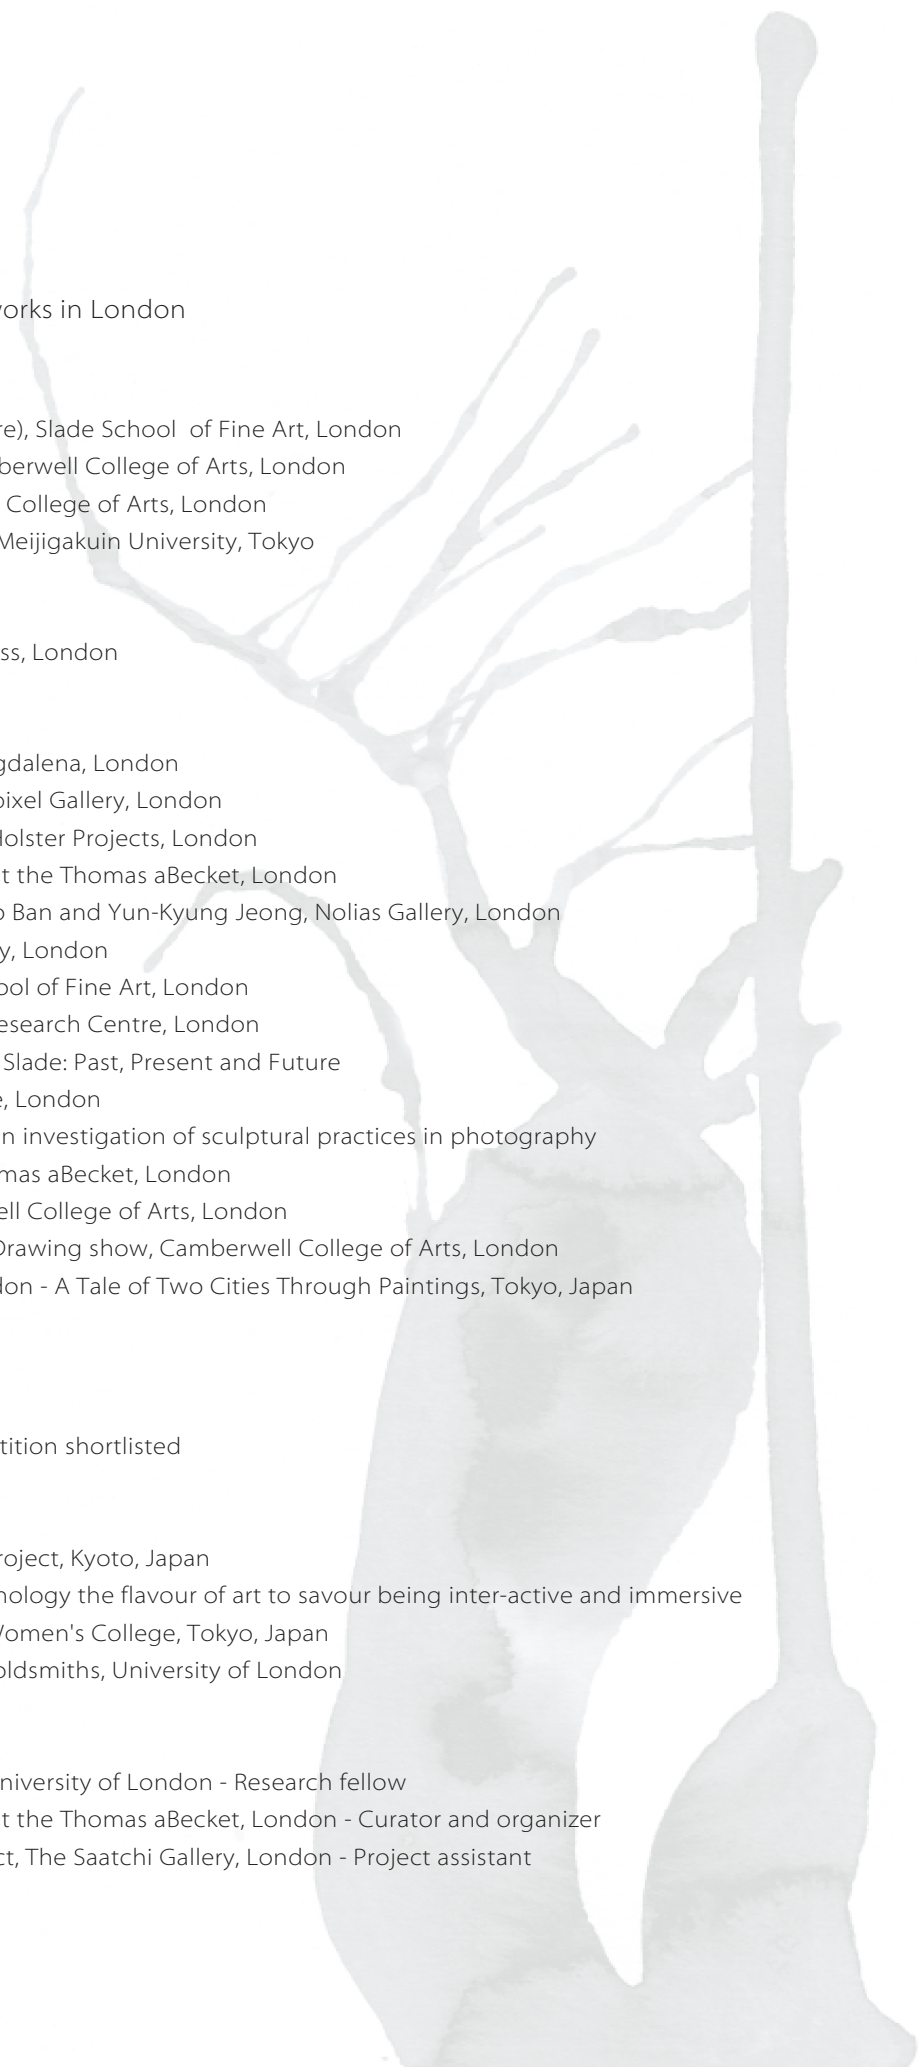 orks in London
re), Slade School of Fine Art, London
berwell College of Arts, London
College of Arts, London
Meijigakuin University, Tokyo
ss, London
gdalena, London
pixel Gallery, London
Holster Projects, London
t the Thomas aBecket, London
o Ban and Yun-Kyung Jeong, Nolias Gallery, London
y, London
ool of Fine Art, London
esearch Centre, London
Slade: Past, Present and Future
e, London
n investigation of sculptural practices in photography
mas aBecket, London
ell College of Arts, London
Drawing show, Camberwell College of Arts, London
don - A Tale of Two Cities Through Paintings, Tokyo, Japan
tition shortlisted
roject, Kyoto, Japan
nology the flavour of art to savour being inter-active and immersive
Women's College, Tokyo, Japan
oldsmiths, University of London
niversity of London - Research fellow
t the Thomas aBecket, London - Curator and organizer
ct, The Saatchi Gallery, London - Project assistant